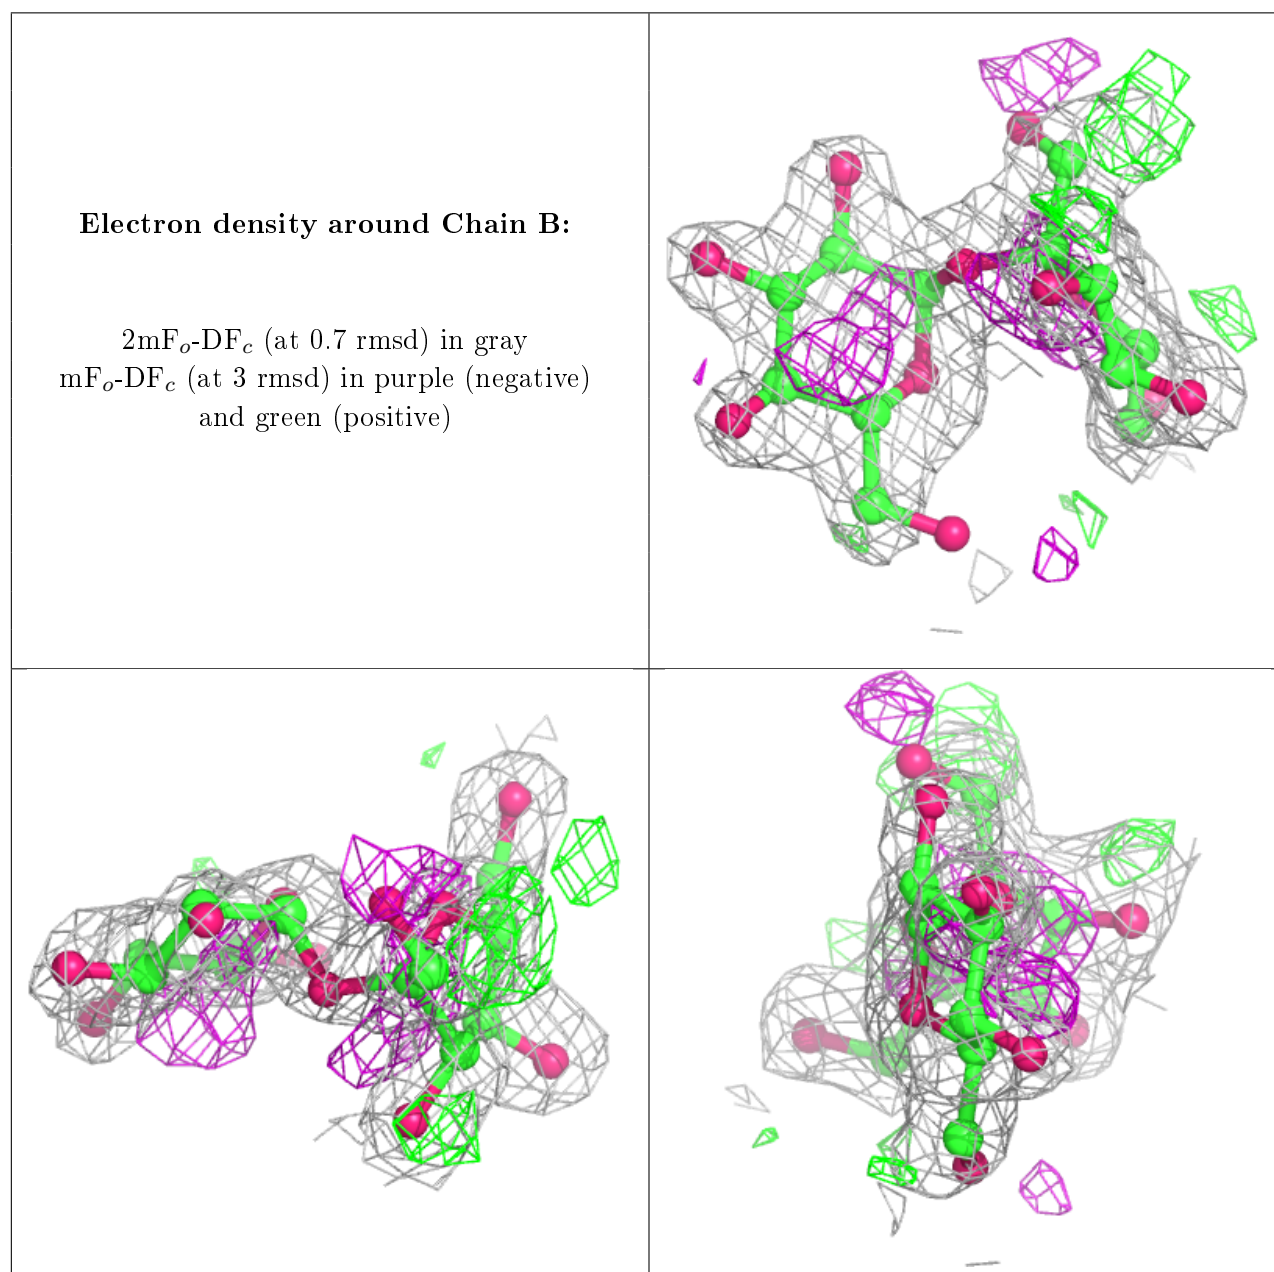 Electron density around Chain B:
2mFₒ-DF𝒸 (at 0.7 rmsd) in gray
mFₒ-DF𝒸 (at 3 rmsd) in purple (negative)
and green (positive)